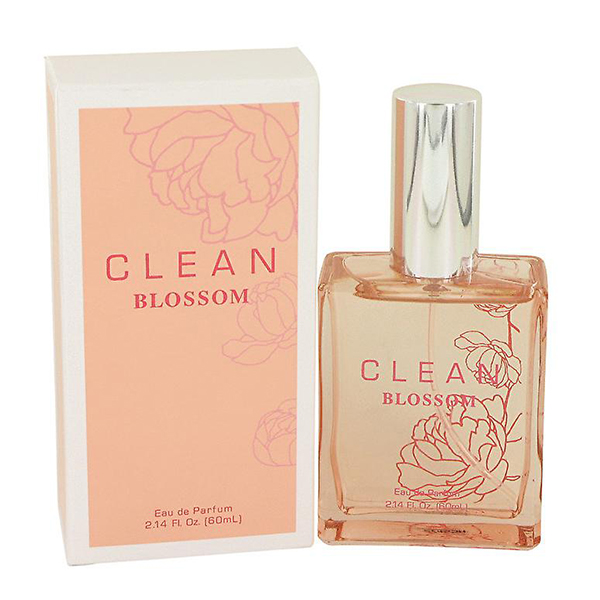 CLEAN
BLOSSOM
Eau de Parfum
2.14 Fl. Oz. (60mL)
CLEAN
BLOSSOM
Eau de Parfum
2.14 Fl. Oz. (60mL)